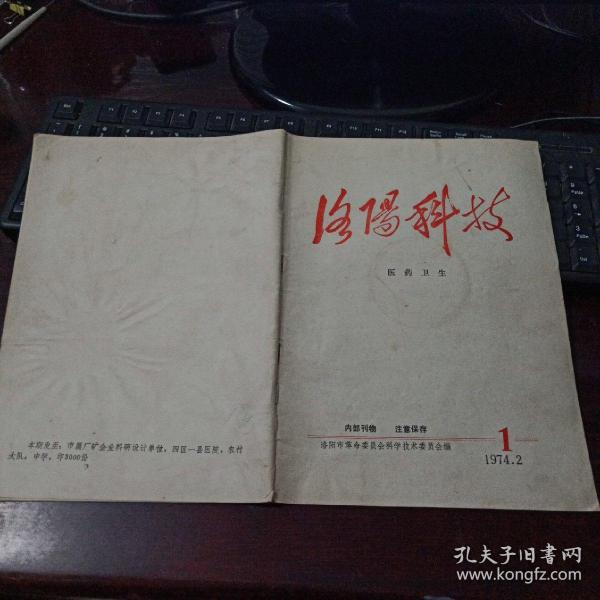 洛陽科技
医药卫生
内部刊物 注意保存
洛阳市革命委员会科学技术委员会编
1
1974.2
本期发至：市属厂矿企业科研设计单位，四区一县医院，农村
大队，中学，印3000份
孔夫子旧书网
www.kongfz.com